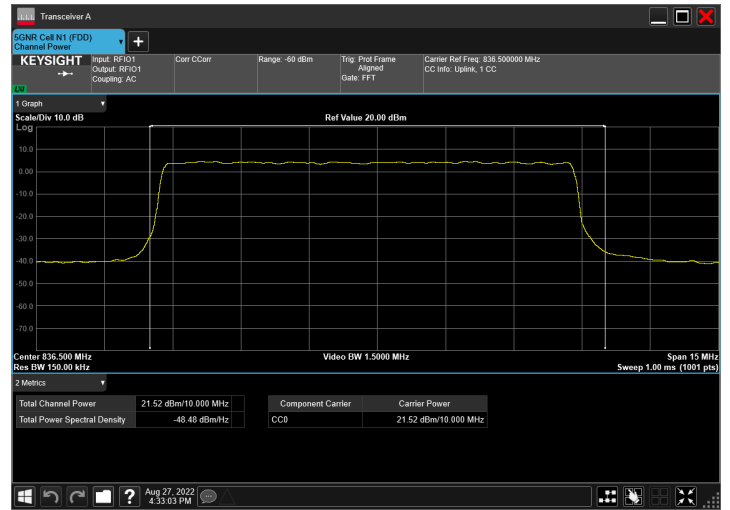 Transceiver A
5GNR Cell N1 (FDD)
Channel Power
KEYSIGHT
Input: RFIO1
Output: RFIO1
Coupling: AC
Corr CCorr
Range: -60 dBm
Trig: Prot Frame
Aligned
Gate: FFT
Carrier Ref Freq: 836.500000 MHz
CC Info: Uplink, 1 CC
LXI
1 Graph
Scale/Div 10.0 dB
Ref Value 20.00 dBm
Log
10.0
0.00
-10.0
-20.0
-30.0
-40.0
-50.0
-60.0
-70.0
Center 836.500 MHz
Video BW 1.5000 MHz
Span 15 MHz
Res BW 150.00 kHz
Sweep 1.00 ms (1001 pts)
2 Metrics
Total Channel Power 21.52 dBm/10.000 MHz
Total Power Spectral Density -48.48 dBm/Hz
Component Carrier Carrier Power
CC0 21.52 dBm/10.000 MHz
?
Aug 27, 2022
4:33:03 PM